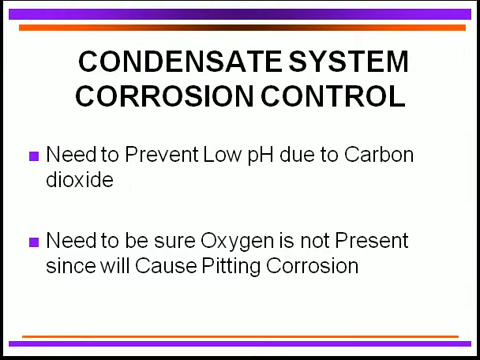 CONDENSATE SYSTEM
CORROSION CONTROL
Need to Prevent Low pH due to Carbon
dioxide
Need to be sure Oxygen is not Present
since will Cause Pitting Corrosion